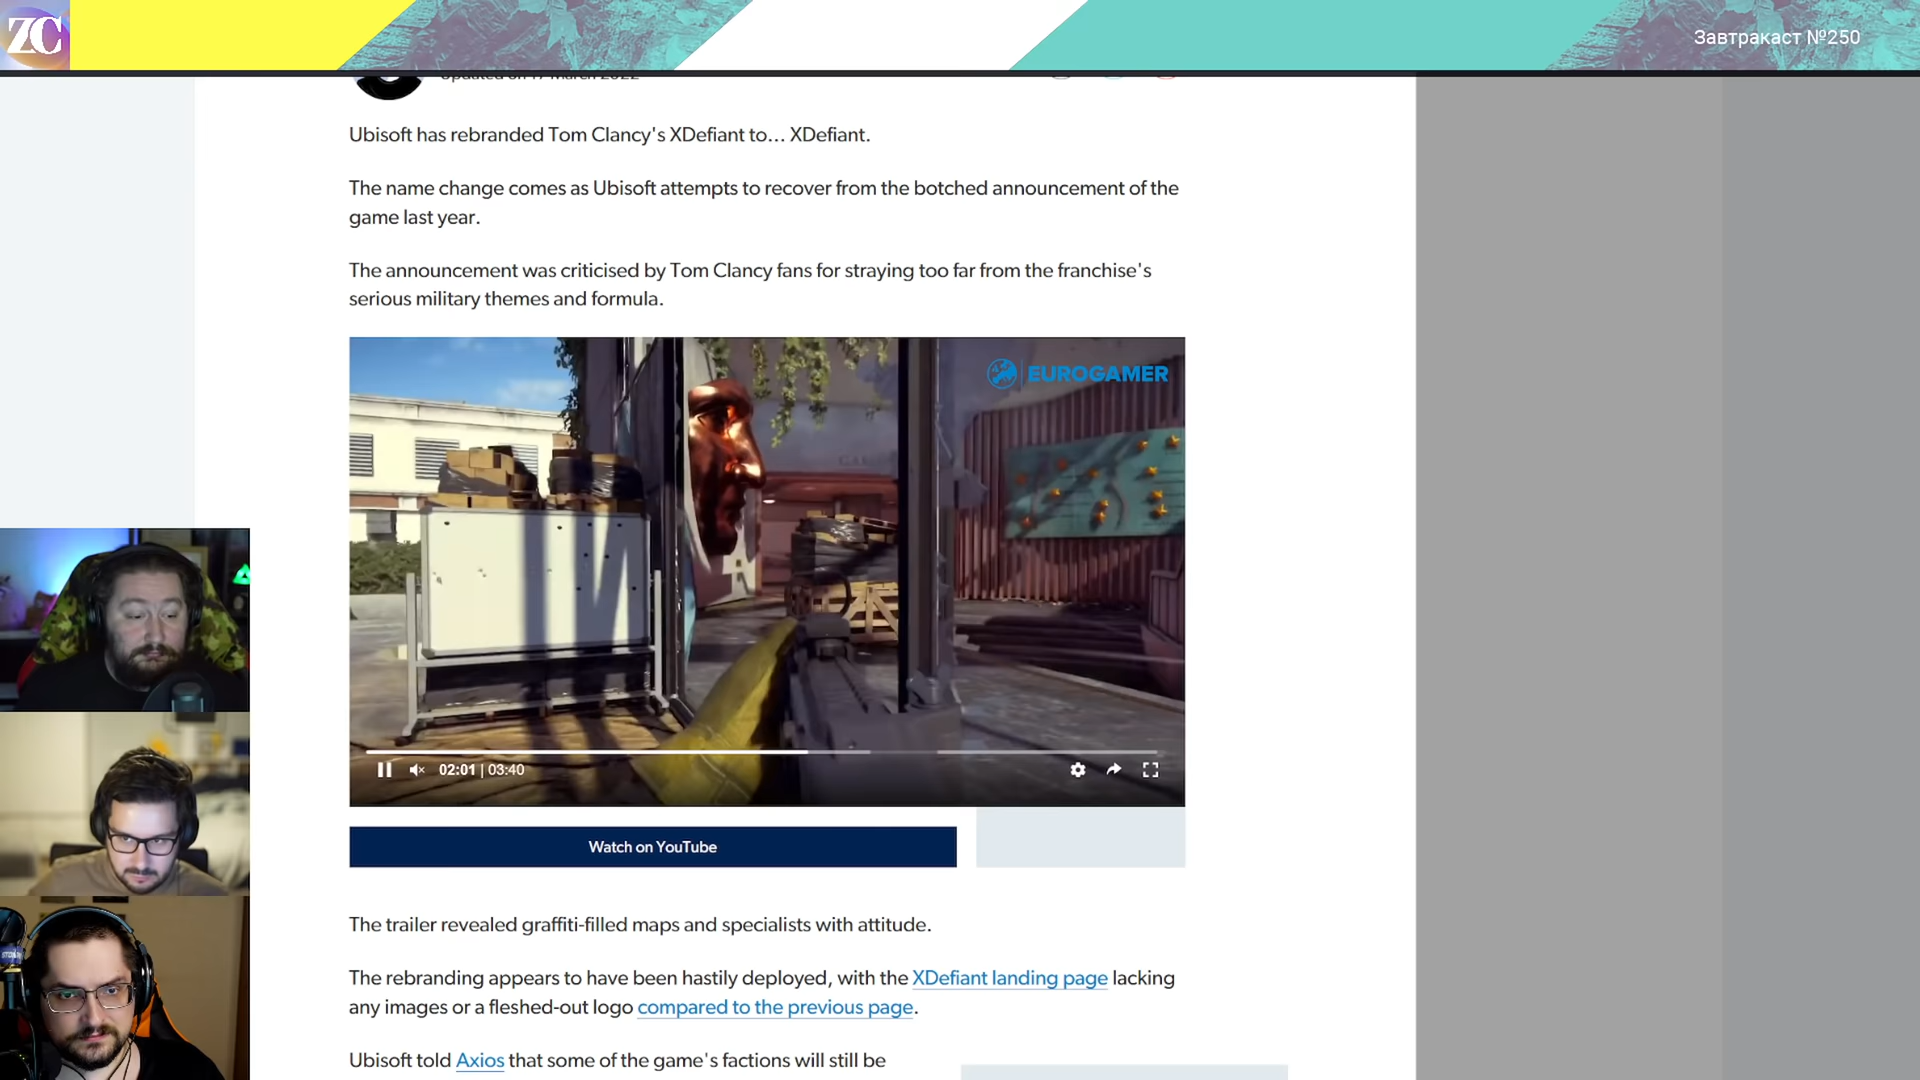 ZC
Завтракаст №250
Updated on 17 March 2022
Ubisoft has rebranded Tom Clancy's XDefiant to... XDefiant.
The name change comes as Ubisoft attempts to recover from the botched announcement of the
game last year.
The announcement was criticised by Tom Clancy fans for straying too far from the franchise's
serious military themes and formula.
EUROGAMER
02:01 | 03:40
Watch on YouTube
The trailer revealed graffiti-filled maps and specialists with attitude.
The rebranding appears to have been hastily deployed, with the XDefiant landing page lacking
any images or a fleshed-out logo compared to the previous page.
Ubisoft told Axios that some of the game's factions will still be